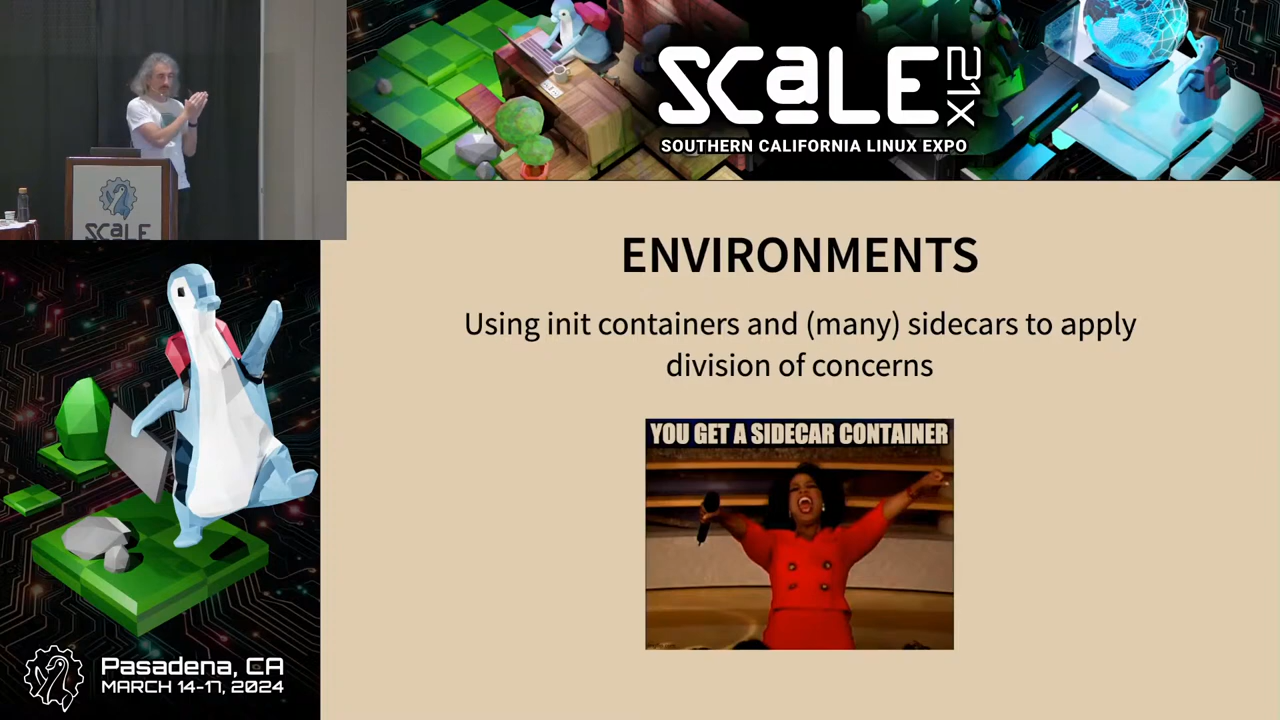 SCaLE 21X
SOUTHERN CALIFORNIA LINUX EXPO
SCaLE
ENVIRONMENTS
Using init containers and (many) sidecars to apply
division of concerns
YOU GET A SIDECAR CONTAINER
Pasadena, CA
MARCH 14-17, 2024